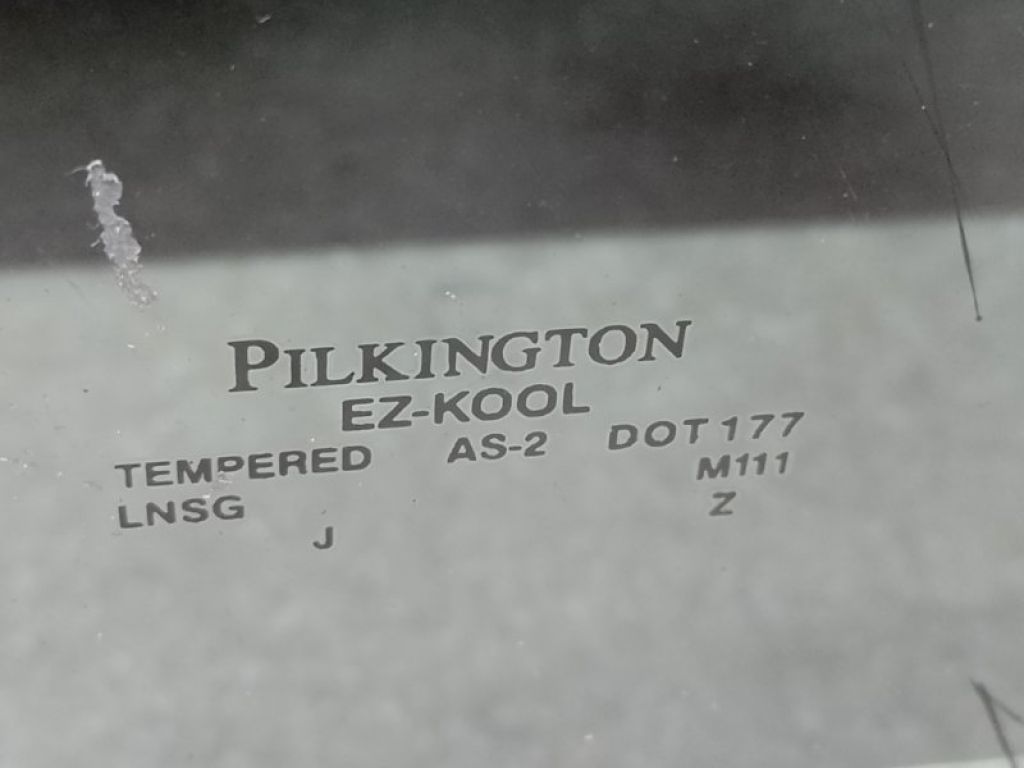 PILKINGTON
EZ-KOOL
TEMPERED AS-2 DOT 177
LNSG M111
J Z